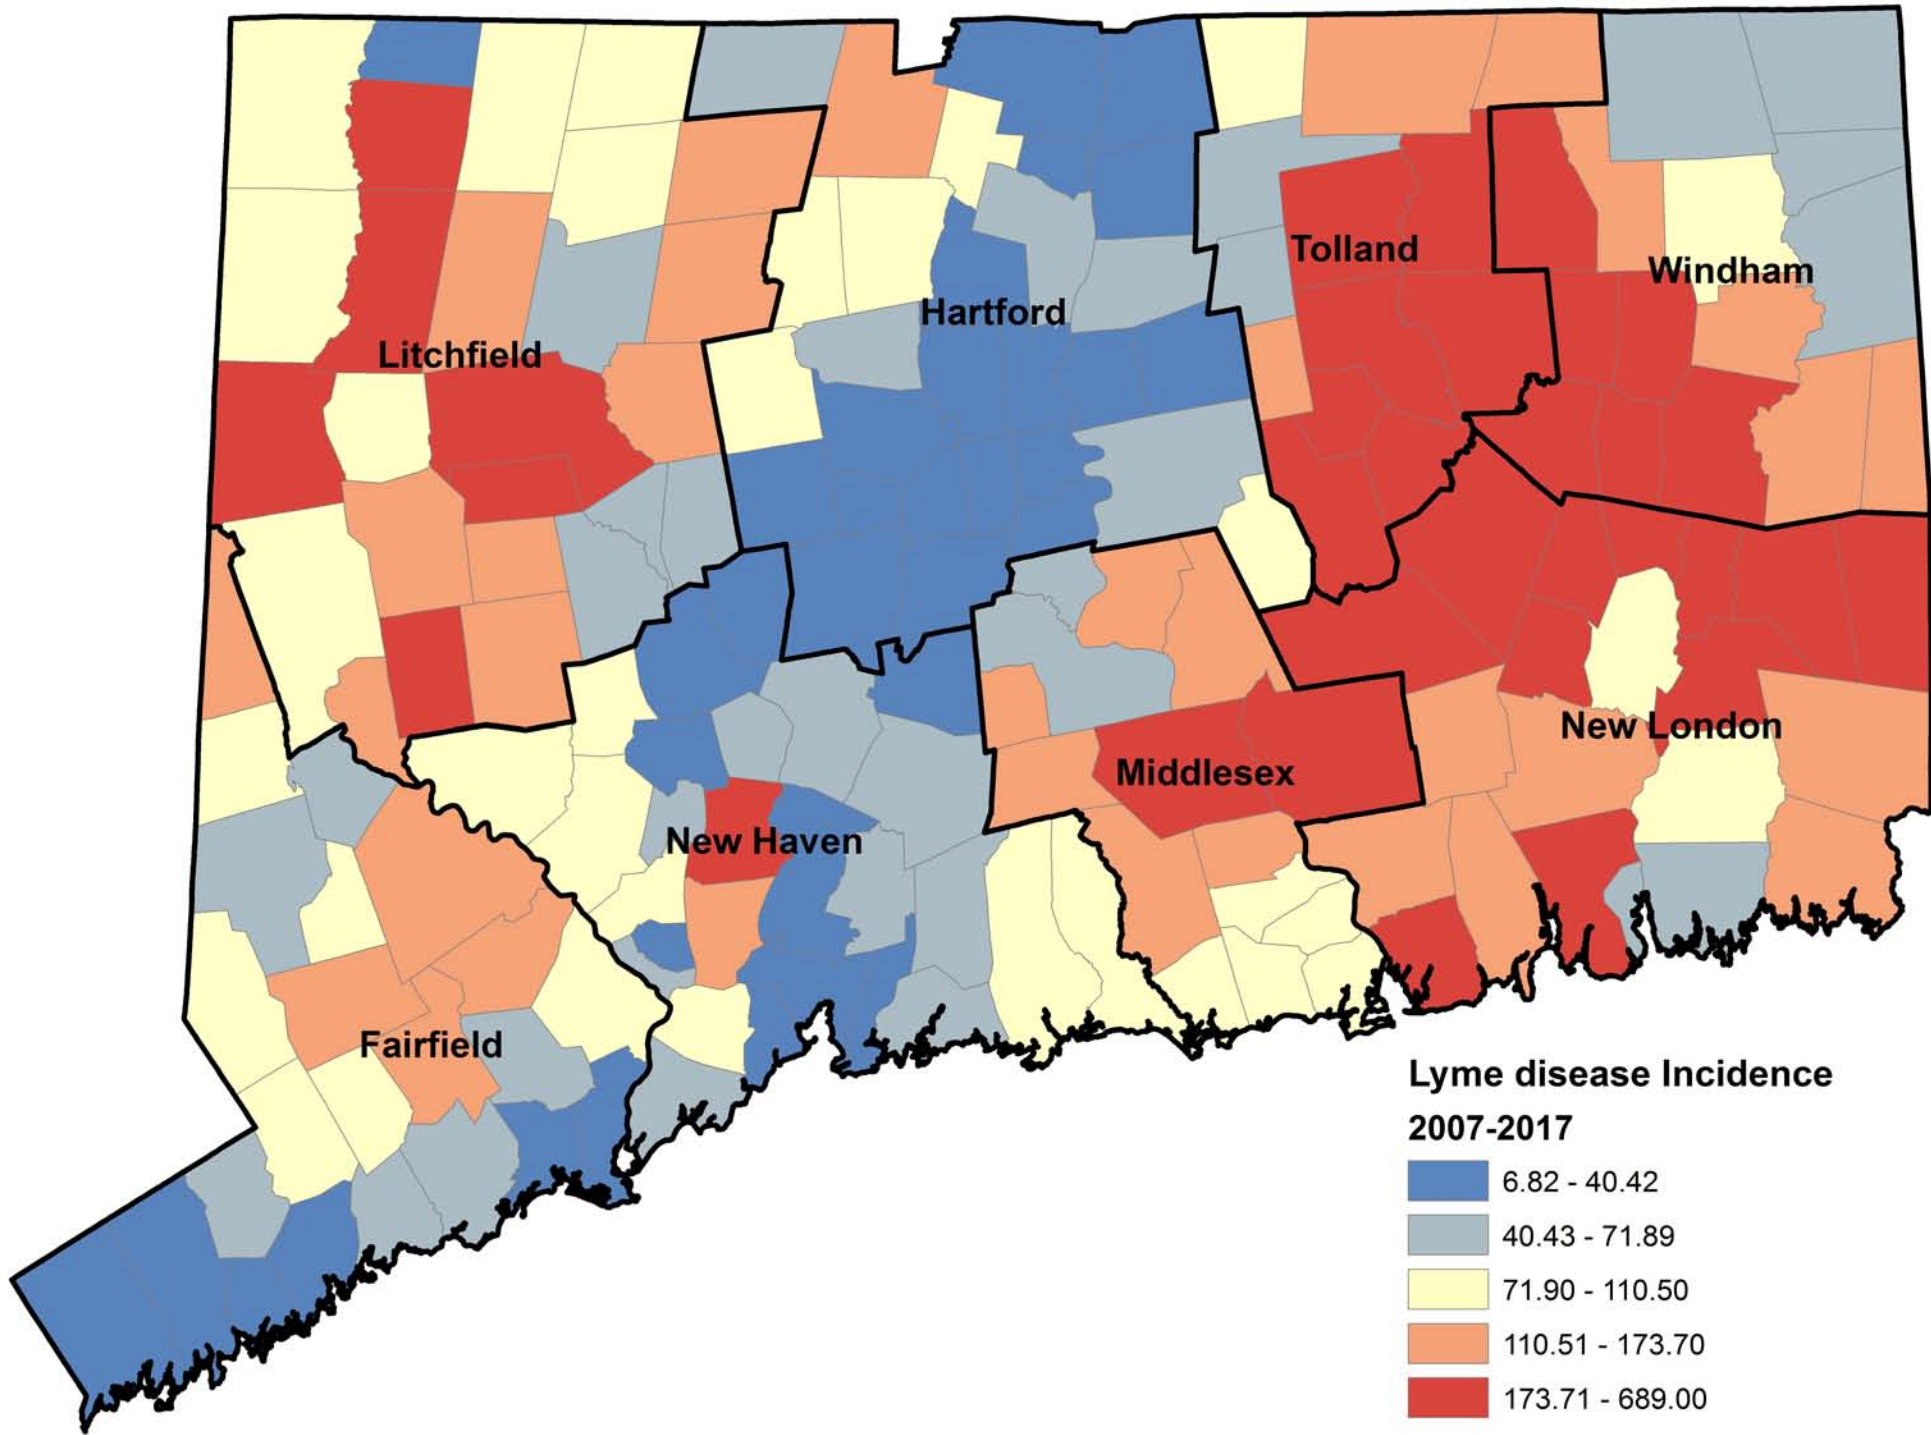 Tolland
Windham
Hartford
Litchfield
New London
Middlesex
New Haven
Fairfield
Lyme disease Incidence
2007-2017
6.82 - 40.42
40.43 - 71.89
71.90 - 110.50
110.51 - 173.70
173.71 - 689.00